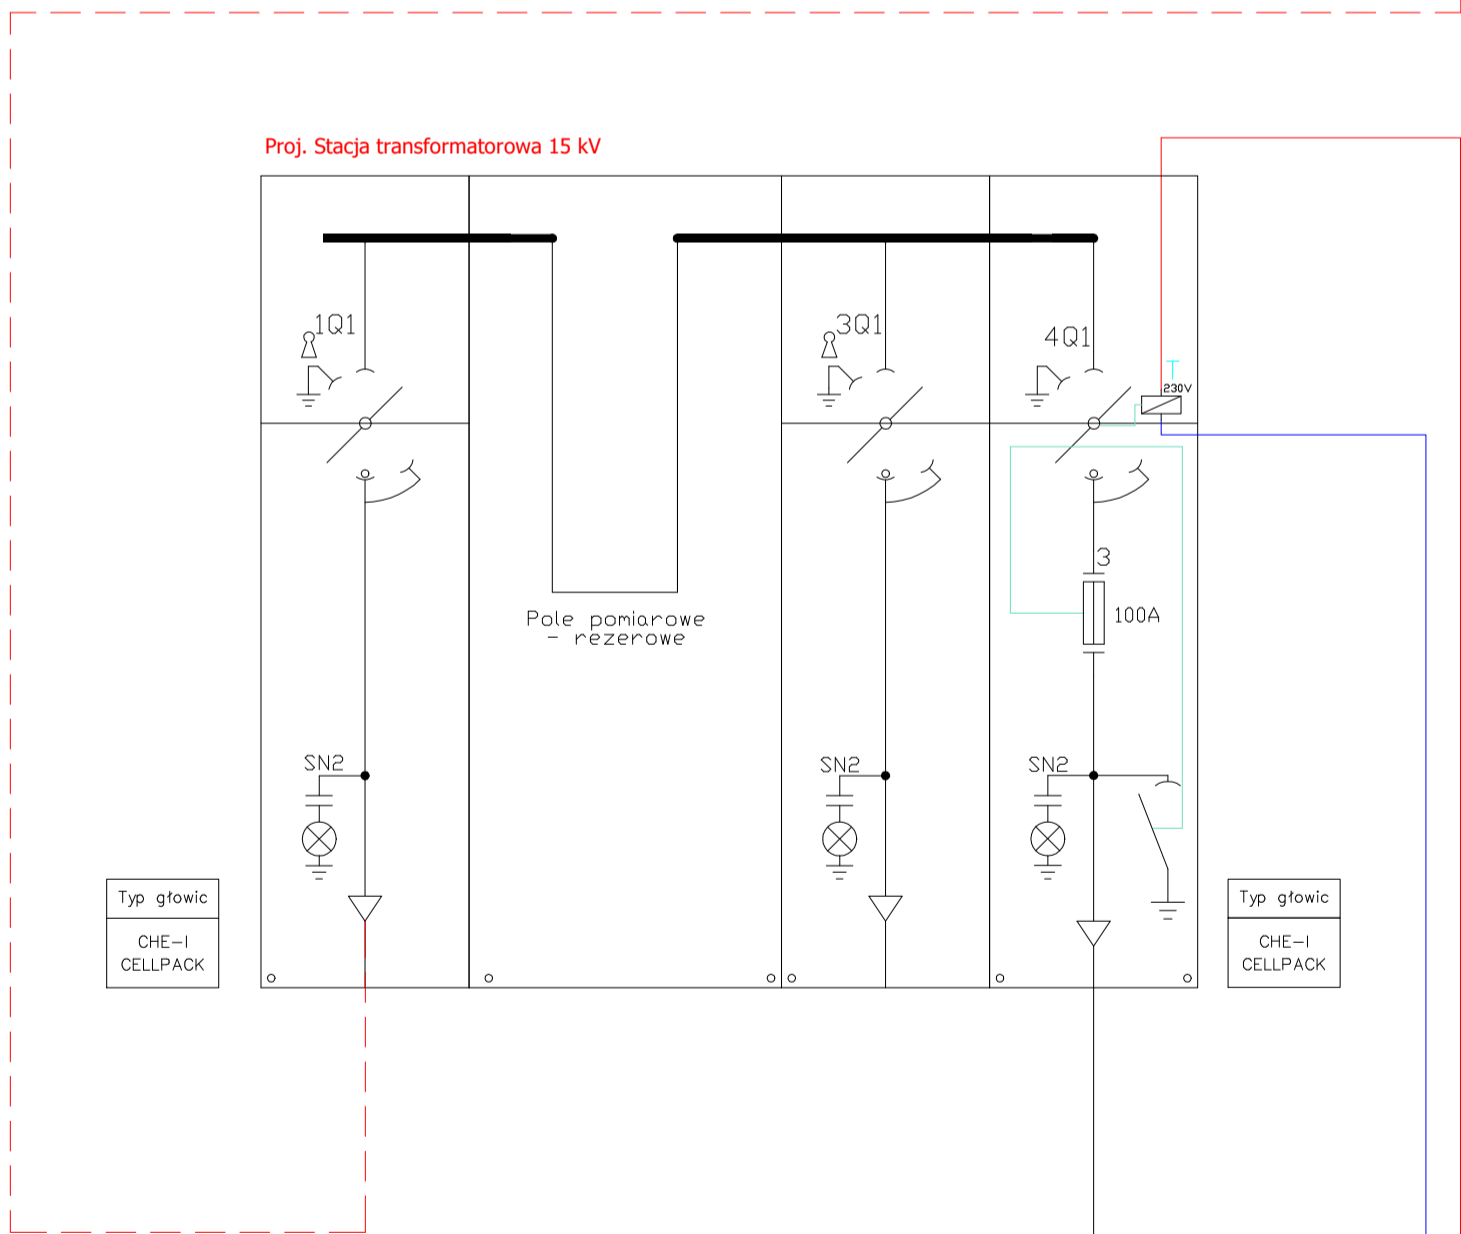 Proj. Stacja transformatorowa 15 kV
1Q1
3Q1
4Q1
T
230V
3
100A
Pole pomiarowe
- rezerowe
SN2
SN2
SN2
Typ głowic
CHE-I
CELLPACK
Typ głowic
CHE-I
CELLPACK